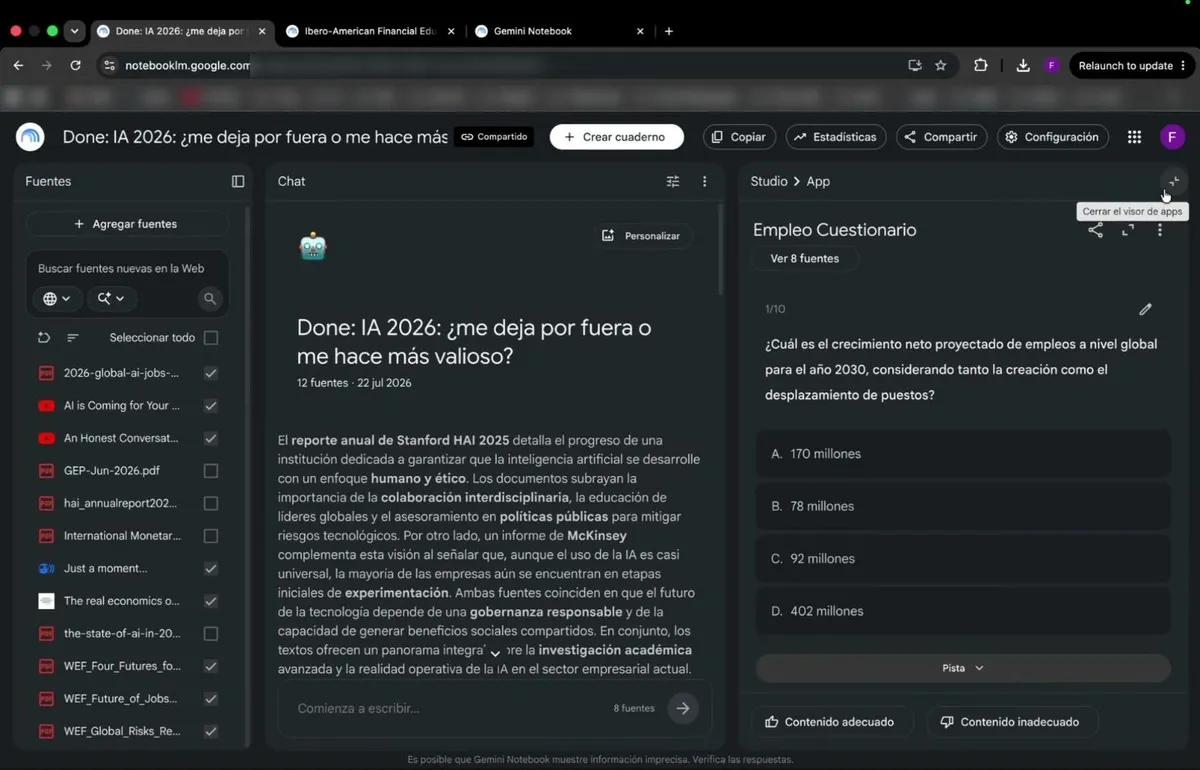 Done: IA 2026: ¿me deja por
Ibero-American Financial Edu
Gemini Notebook
notebooklm.google.com
F
Relaunch to update
Done: IA 2026: ¿me deja por fuera o me hace más
Compartido
Crear cuaderno
Copiar
Estadísticas
Compartir
Configuración
F
Fuentes
Agregar fuentes
Buscar fuentes nuevas en la Web
Seleccionar todo
PDF 2026-global-ai-jobs-...
AI is Coming for Your ...
An Honest Conversat...
PDF GEP-Jun-2026.pdf
PDF hai_annualreport202...
PDF International Monetar...
Just a moment...
The real economics o...
PDF the-state-of-ai-in-20...
PDF WEF_Four_Futures_fo...
PDF WEF_Future_of_Jobs...
PDF WEF_Global_Risks_Re...
Chat
Personalizar
Done: IA 2026: ¿me deja por fuera o
me hace más valioso?
12 fuentes · 22 jul 2026
El reporte anual de Stanford HAI 2025 detalla el progreso de una
institución dedicada a garantizar que la inteligencia artificial se desarrolle
con un enfoque humano y ético. Los documentos subrayan la
importancia de la colaboración interdisciplinaria, la educación de
líderes globales y el asesoramiento en políticas públicas para mitigar
riesgos tecnológicos. Por otro lado, un informe de McKinsey
complementa esta visión al señalar que, aunque el uso de la IA es casi
universal, la mayoría de las empresas aún se encuentran en etapas
iniciales de experimentación. Ambas fuentes coinciden en que el futuro
de la tecnología depende de una gobernanza responsable y de la
capacidad de generar beneficios sociales compartidos. En conjunto, los
textos ofrecen un panorama la investigación académica
avanzada y la realidad operativa de la IA en el sector empresarial actual.
Comienza a escribir...
8 fuentes
Studio > App
Cerrar el visor de apps
Empleo Cuestionario
Ver 8 fuentes
1/10
¿Cuál es el crecimiento neto proyectado de empleos a nivel global
para el año 2030, considerando tanto la creación como el
desplazamiento de puestos?
A. 170 millones
B. 78 millones
C. 92 millones
D. 402 millones
Pista
Contenido adecuado
Contenido inadecuado
Es posible que Gemini Notebook muestre información imprecisa. Verifica las respuestas.